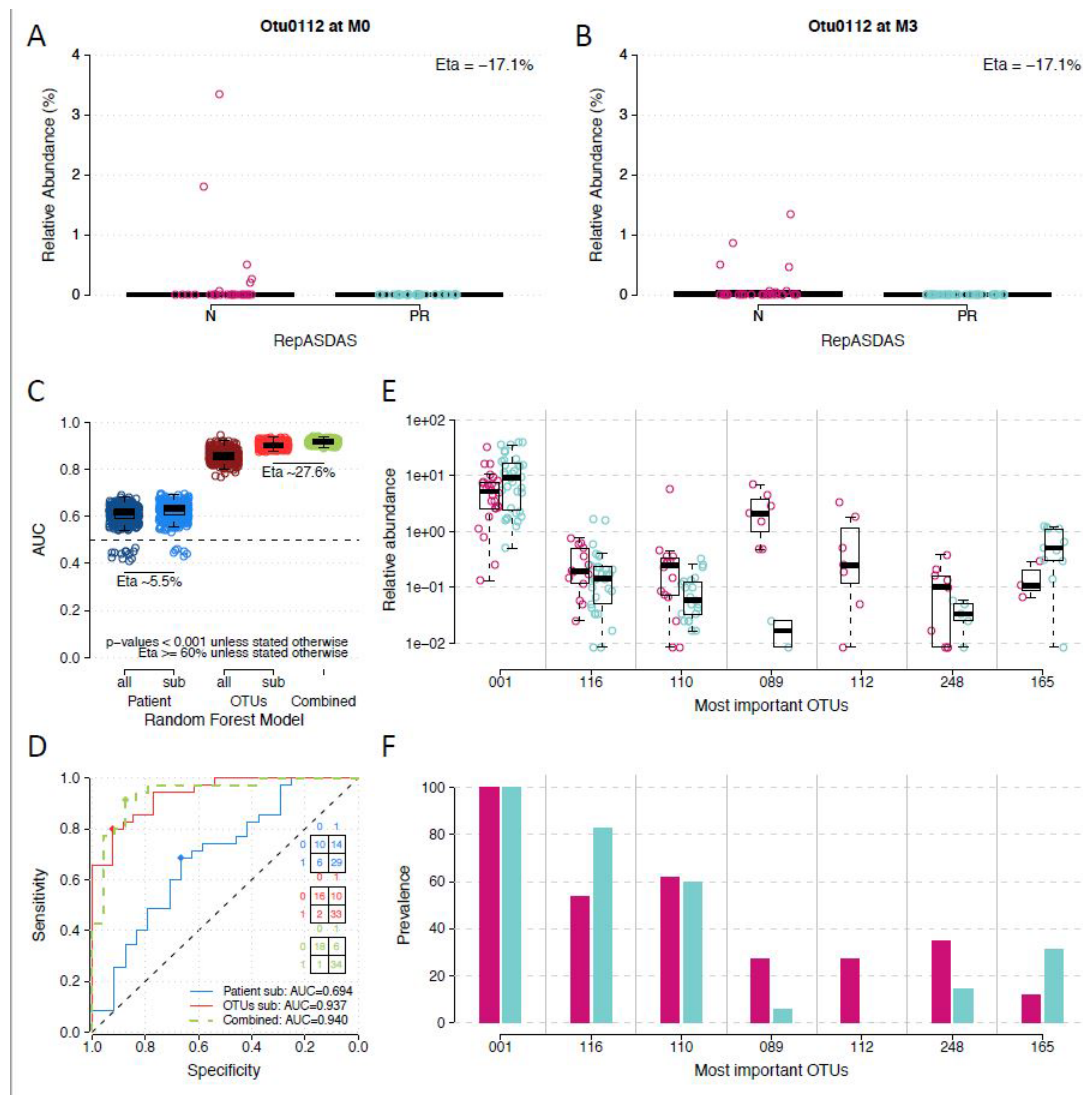 A
Otu0112 at M0
Eta = −17.1%
Relative Abundance (%)
4
3
2
1
0
N
PR
RepASDAS
B
Otu0112 at M3
Eta = −17.1%
Relative Abundance (%)
4
3
2
1
0
N
PR
RepASDAS
C
AUC
1.0
0.8
0.6
0.4
0.2
0.0
Eta ~27.6%
Eta ~5.5%
p−values < 0.001 unless stated otherwise
Eta >= 60% unless stated otherwise
all sub all sub
Patient OTUs Combined
Random Forest Model
E
Relative abundance
1e+02
1e+01
1e+00
1e−01
1e−02
001 116 110 089 112 248 165
Most important OTUs
D
Sensitivity
1.0
0.8
0.6
0.4
0.2
0.0
0 1
0 10 14
1 6 29
0 1
0 16 10
1 2 33
0 1
0 18 6
1 1 34
Patient sub: AUC=0.694
OTUs sub: AUC=0.937
Combined: AUC=0.940
1.0 0.8 0.6 0.4 0.2 0.0
Specificity
F
Prevalence
100
80
60
40
20
0
001 116 110 089 112 248 165
Most important OTUs